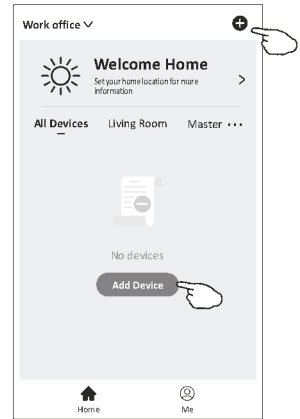 Work office
Welcome Home
Set your home location for more
information
All Devices Living Room Master ...
No devices
Add Device
Home Me